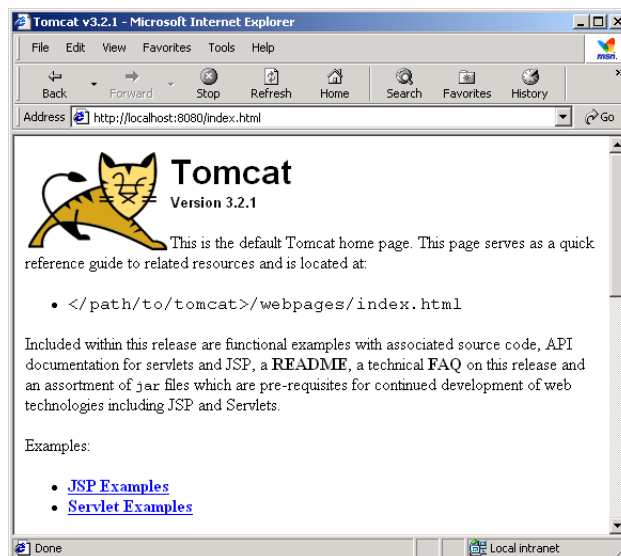 Tomcat v3.2.1 - Microsoft Internet Explorer
File Edit View Favorites Tools Help
msn.
Back Forward Stop Refresh Home Search Favorites History
»
Address http://localhost:8080/index.html Go
Tomcat
Version 3.2.1
This is the default Tomcat home page. This page serves as a quick
reference guide to related resources and is located at:
• </path/to/tomcat>/webpages/index.html
Included within this release are functional examples with associated source code, API
documentation for servlets and JSP, a README, a technical FAQ on this release and
an assortment of jar files which are pre-requisites for continued development of web
technologies including JSP and Servlets.
Examples:
• JSP Examples
• Servlet Examples
Done Local intranet